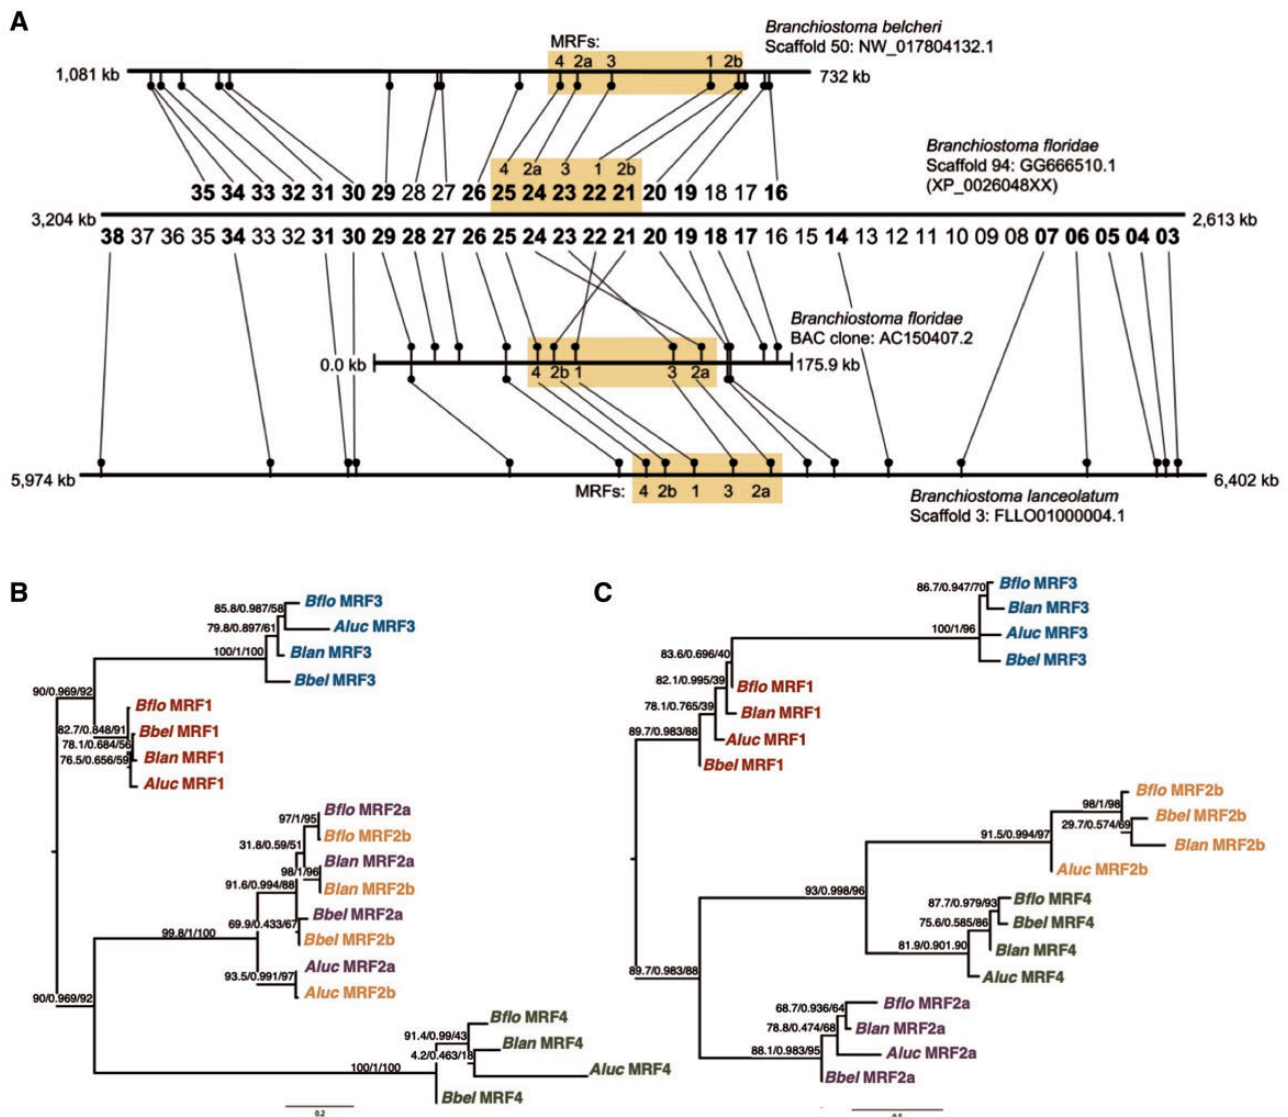 A
Branchiostoma belcheri
Scaffold 50: NW_017804132.1
MRFs:
4 2a 3 1 2b
1,081 kb
732 kb
Branchiostoma floridae
Scaffold 94: GG666510.1
(XP_0026048XX)
4 2a 3 1 2b
35 34 33 32 31 30 29 28 27 26 25 24 23 22 21 20 19 18 17 16
3,204 kb
2,613 kb
38 37 36 35 34 33 32 31 30 29 28 27 26 25 24 23 22 21 20 19 18 17 16 15 14 13 12 11 10 09 08 07 06 05 04 03
Branchiostoma floridae
BAC clone: AC150407.2
0.0 kb
175.9 kb
4 2b 1 3 2a
5,974 kb
6,402 kb
MRFs: 4 2b 1 3 2a
Branchiostoma lanceolatum
Scaffold 3: FLLO01000004.1
B
85.8/0.987/58
Bflo MRF3
79.8/0.897/61
Aluc MRF3
100/1/100
Blan MRF3
Bbel MRF3
90/0.969/92
Bflo MRF1
82.7/0.848/91
Bbel MRF1
78.1/0.684/56
Blan MRF1
76.5/0.656/59
Aluc MRF1
Bflo MRF2a
97/1/95
Bflo MRF2b
31.8/0.59/51
Blan MRF2a
98/1/96
Blan MRF2b
91.6/0.994/88
Bbel MRF2a
69.9/0.433/67
Bbel MRF2b
99.8/1/100
Aluc MRF2a
93.5/0.991/97
Aluc MRF2b
90/0.969/92
Bflo MRF4
91.4/0.99/43
Blan MRF4
4.2/0.463/18
Aluc MRF4
100/1/100
Bbel MRF4
0.2
C
86.7/0.947/70
Bflo MRF3
Blan MRF3
100/1/96
Aluc MRF3
Bbel MRF3
83.6/0.696/40
82.1/0.995/39
Bflo MRF1
78.1/0.765/39
Blan MRF1
89.7/0.983/88
Aluc MRF1
Bbel MRF1
98/1/98
Bflo MRF2b
29.7/0.574/69
Bbel MRF2b
91.5/0.994/97
Blan MRF2b
Aluc MRF2b
93/0.998/96
87.7/0.979/93
Bflo MRF4
75.6/0.585/86
Bbel MRF4
81.9/0.901.90
Blan MRF4
Aluc MRF4
89.7/0.983/88
68.7/0.936/64
Bflo MRF2a
78.8/0.474/68
Blan MRF2a
88.1/0.983/95
Aluc MRF2a
Bbel MRF2a
0.5